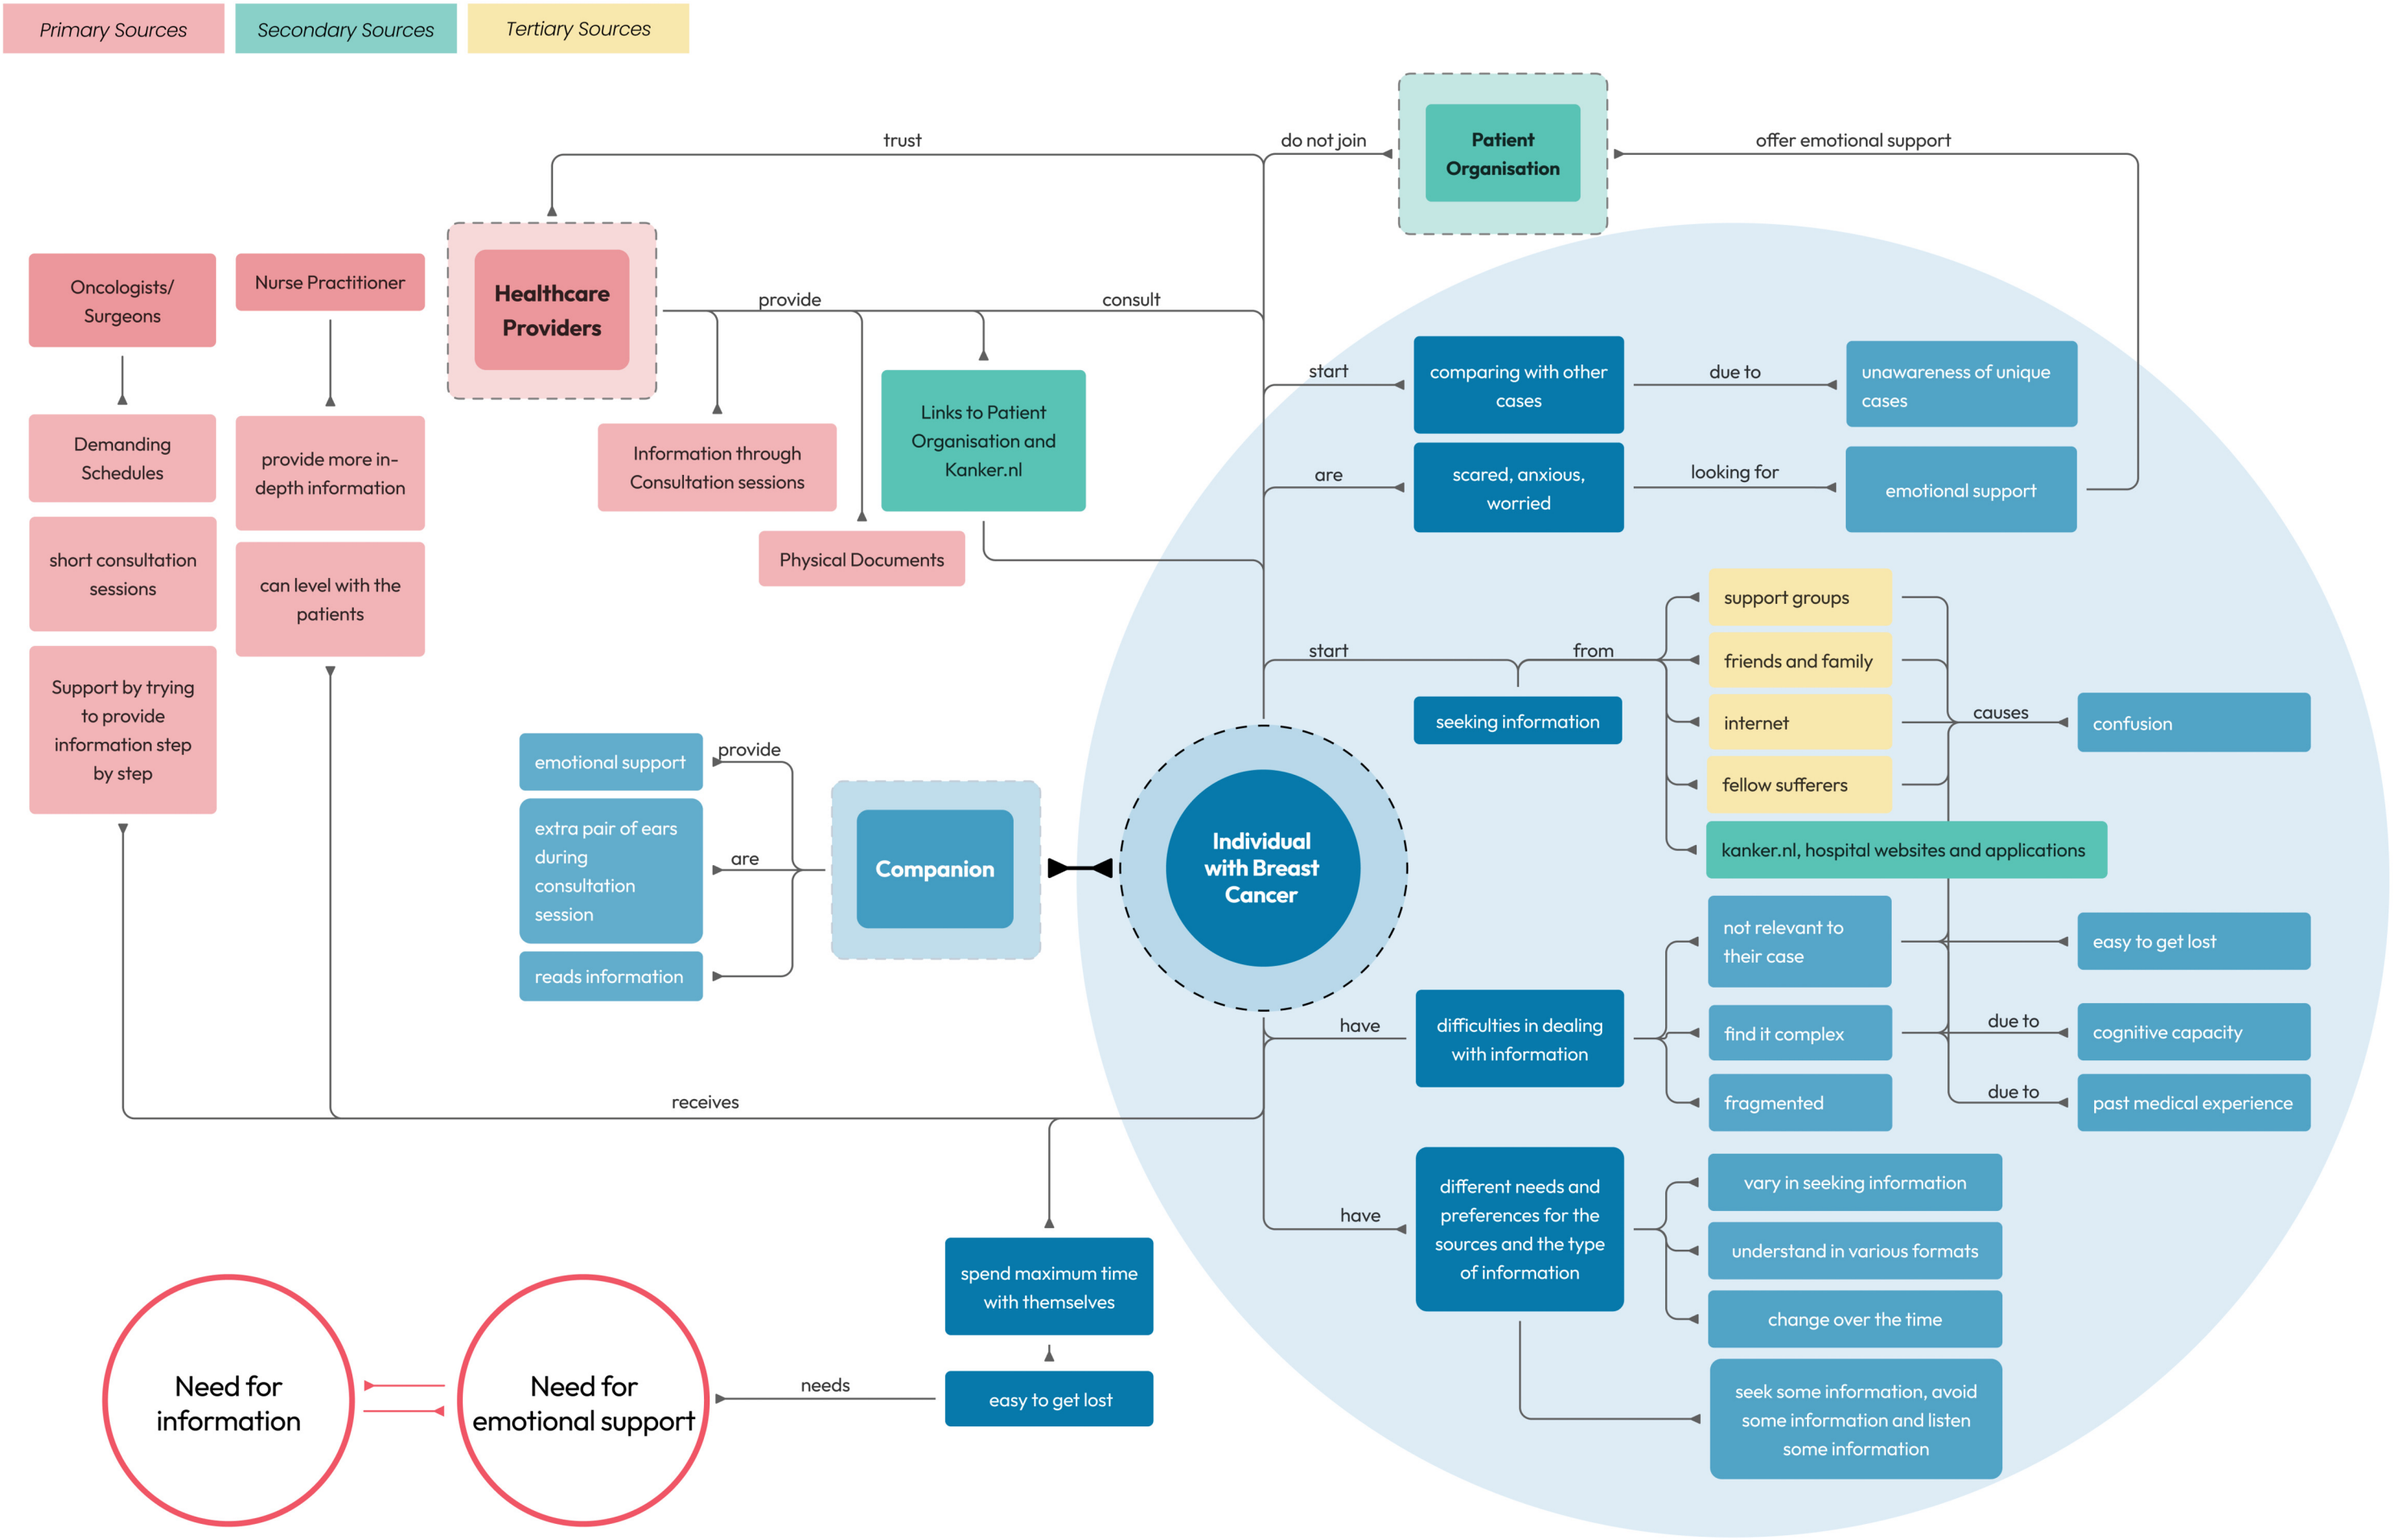 Primary Sources
Secondary Sources
Tertiary Sources
trust
do not join
Patient
Organisation
offer emotional support
Oncologists/
Surgeons
Nurse Practitioner
Healthcare
Providers
provide
consult
Demanding
Schedules
short consultation
sessions
Support by trying
to provide
information step
by step
provide more in-
depth information
can level with the
patients
Information through
Consultation sessions
Physical Documents
Links to Patient
Organisation and
Kanker.nl
start
comparing with other
cases
due to
unawareness of unique
cases
are
scared, anxious,
worried
looking for
emotional support
start
seeking information
from
support groups
friends and family
internet
fellow sufferers
kanker.nl, hospital websites and applications
causes
confusion
emotional support
provide
extra pair of ears
during
consultation
session
are
reads information
Companion
Individual
with Breast
Cancer
have
difficulties in dealing
with information
not relevant to
their case
find it complex
fragmented
easy to get lost
due to
cognitive capacity
due to
past medical experience
receives
have
different needs and
preferences for the
sources and the type
of information
vary in seeking information
understand in various formats
change over the time
seek some information, avoid
some information and listen
some information
spend maximum time
with themselves
easy to get lost
needs
Need for
emotional support
Need for
information